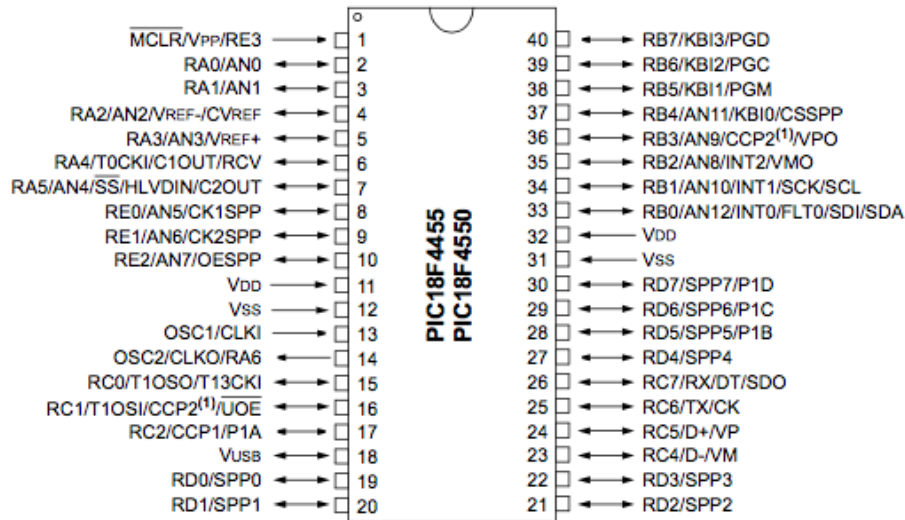 MCLR/VPP/RE3 1
RA0/AN0 2
RA1/AN1 3
RA2/AN2/VREF-/CVREF 4
RA3/AN3/VREF+ 5
RA4/T0CKI/C1OUT/RCV 6
RA5/AN4/SS/HLVDIN/C2OUT 7
RE0/AN5/CK1SPP 8
RE1/AN6/CK2SPP 9
RE2/AN7/OESPP 10
VDD 11
VSS 12
OSC1/CLKI 13
OSC2/CLKO/RA6 14
RC0/T1OSO/T13CKI 15
RC1/T1OSI/CCP2(1)/UOE 16
RC2/CCP1/P1A 17
VUSB 18
RD0/SPP0 19
RD1/SPP1 20
PIC18F4455
PIC18F4550
40 RB7/KBI3/PGD
39 RB6/KBI2/PGC
38 RB5/KBI1/PGM
37 RB4/AN11/KBI0/CSSPP
36 RB3/AN9/CCP2(1)/VPO
35 RB2/AN8/INT2/VMO
34 RB1/AN10/INT1/SCK/SCL
33 RB0/AN12/INT0/FLT0/SDI/SDA
32 VDD
31 VSS
30 RD7/SPP7/P1D
29 RD6/SPP6/P1C
28 RD5/SPP5/P1B
27 RD4/SPP4
26 RC7/RX/DT/SDO
25 RC6/TX/CK
24 RC5/D+/VP
23 RC4/D-/VM
22 RD3/SPP3
21 RD2/SPP2